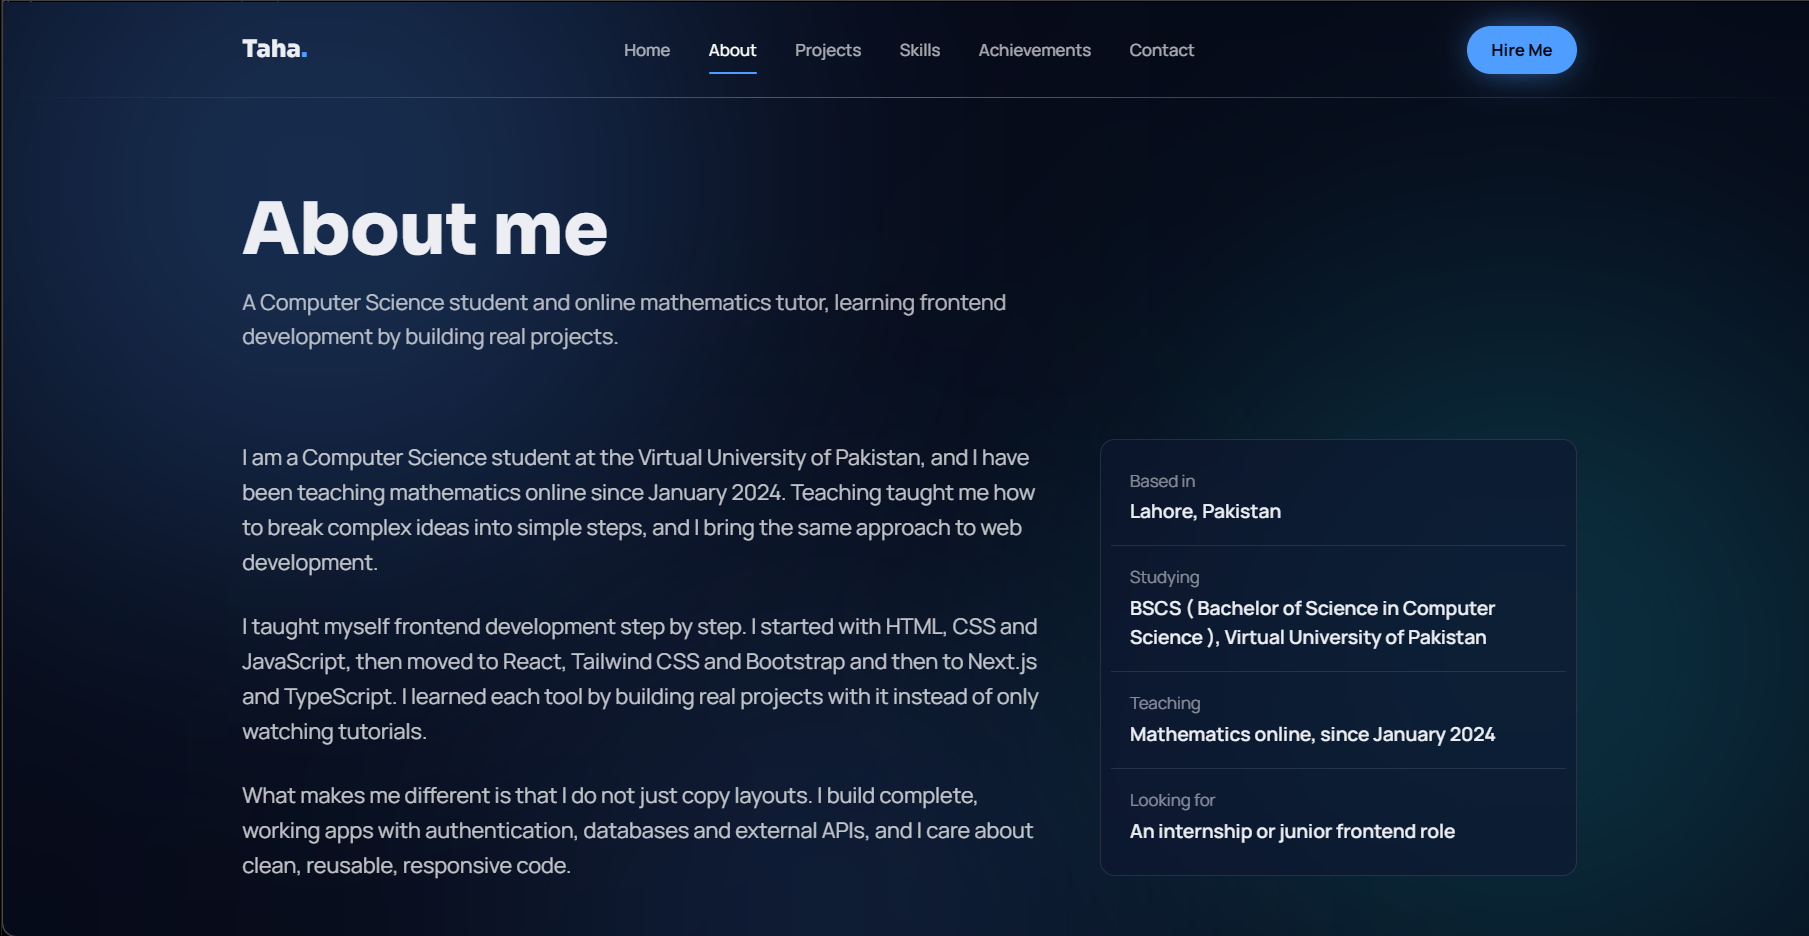 Taha.
Home
About
Projects
Skills
Achievements
Contact
Hire Me
About me
A Computer Science student and online mathematics tutor, learning frontend
development by building real projects.
I am a Computer Science student at the Virtual University of Pakistan, and I have
been teaching mathematics online since January 2024. Teaching taught me how
to break complex ideas into simple steps, and I bring the same approach to web
development.
I taught myself frontend development step by step. I started with HTML, CSS and
JavaScript, then moved to React, Tailwind CSS and Bootstrap and then to Next.js
and TypeScript. I learned each tool by building real projects with it instead of only
watching tutorials.
What makes me different is that I do not just copy layouts. I build complete,
working apps with authentication, databases and external APIs, and I care about
clean, reusable, responsive code.
Based in
Lahore, Pakistan
Studying
BSCS ( Bachelor of Science in Computer
Science ), Virtual University of Pakistan
Teaching
Mathematics online, since January 2024
Looking for
An internship or junior frontend role